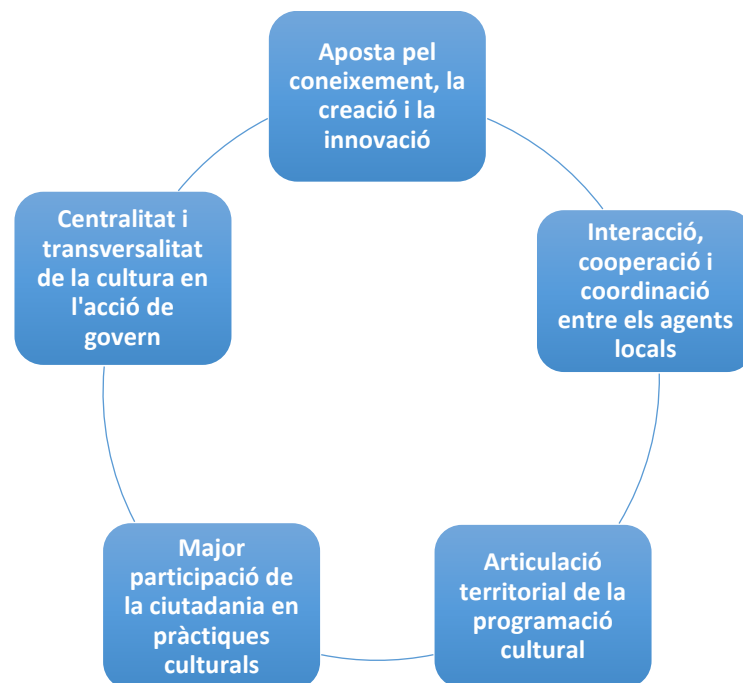 Aposta pel
coneixement, la
creació i la
innovació
Interacció,
cooperació i
coordinació
entre els agents
locals
Articulació
territorial de la
programació
cultural
Major
participació de
la ciutadania en
pràctiques
culturals
Centralitat i
transversalitat
de la cultura en
l'acció de
govern